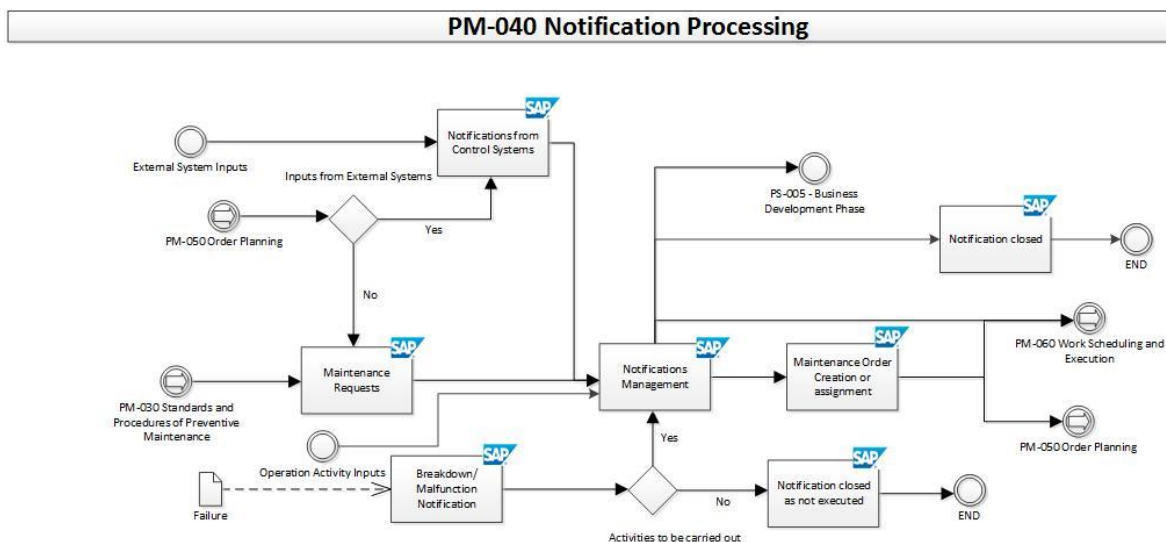 PM-040 Notification Processing
SAP
Notifications from
Control Systems
External System Inputs
Inputs from External Systems
PM-050 Order Planning
Yes
No
PS-005 - Business
Development Phase
SAP
Notification closed
END
SAP
Maintenance
Requests
PM-030 Standards and
Procedures of Preventive
Maintenance
SAP
Notifications
Management
SAP
Maintenance Order
Creation or
assignment
PM-060 Work Scheduling and
Execution
PM-050 Order Planning
Operation Activity Inputs
Failure
SAP
Breakdown/
Malfunction
Notification
Yes
No
Activities to be carried out
SAP
Notification closed
as not executed
END